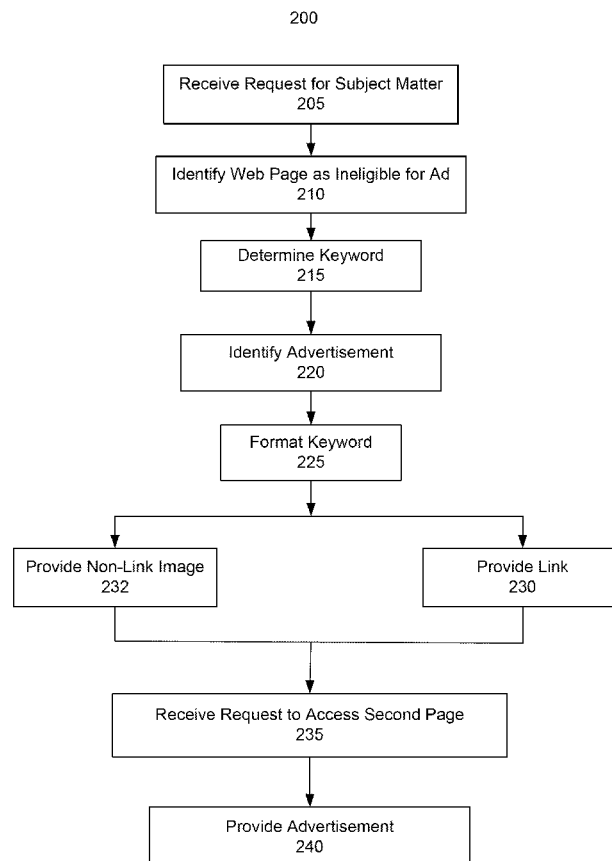 200
Receive Request for Subject Matter
205
Identify Web Page as Ineligible for Ad
210
Determine Keyword
215
Identify Advertisement
220
Format Keyword
225
Provide Non-Link Image
232
Provide Link
230
Receive Request to Access Second Page
235
Provide Advertisement
240